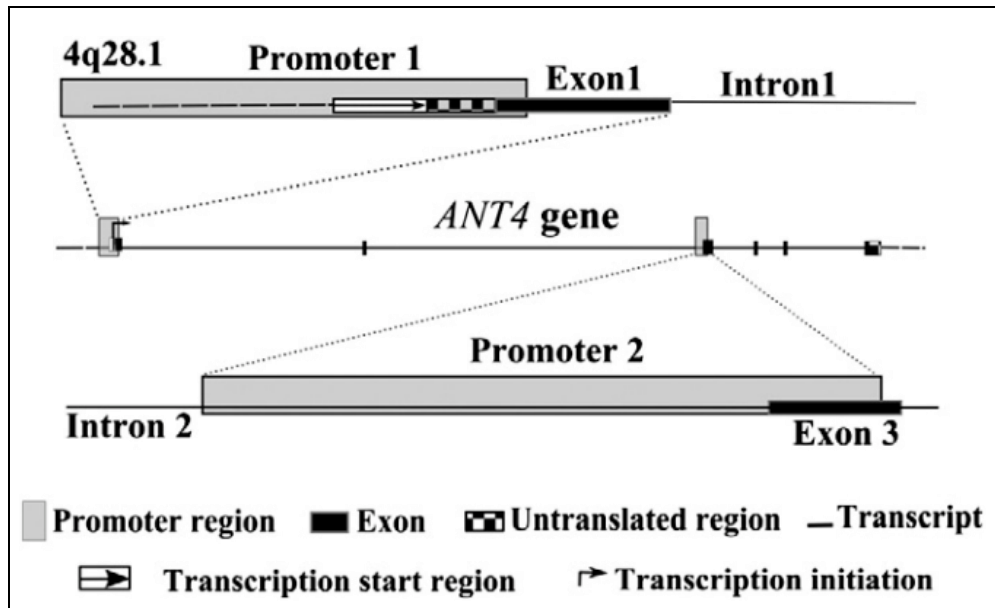 4q28.1 Promoter 1
Exon1 Intron1
ANT4 gene
Promoter 2
Intron 2 Exon 3
Promoter region Exon Untranslated region Transcript
Transcription start region Transcription initiation